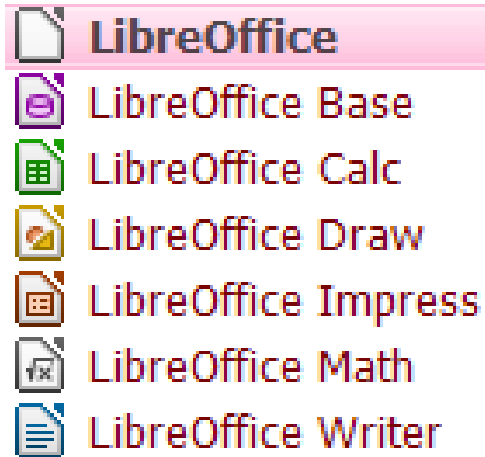 LibreOffice
LibreOffice Base
LibreOffice Calc
LibreOffice Draw
LibreOffice Impress
LibreOffice Math
LibreOffice Writer